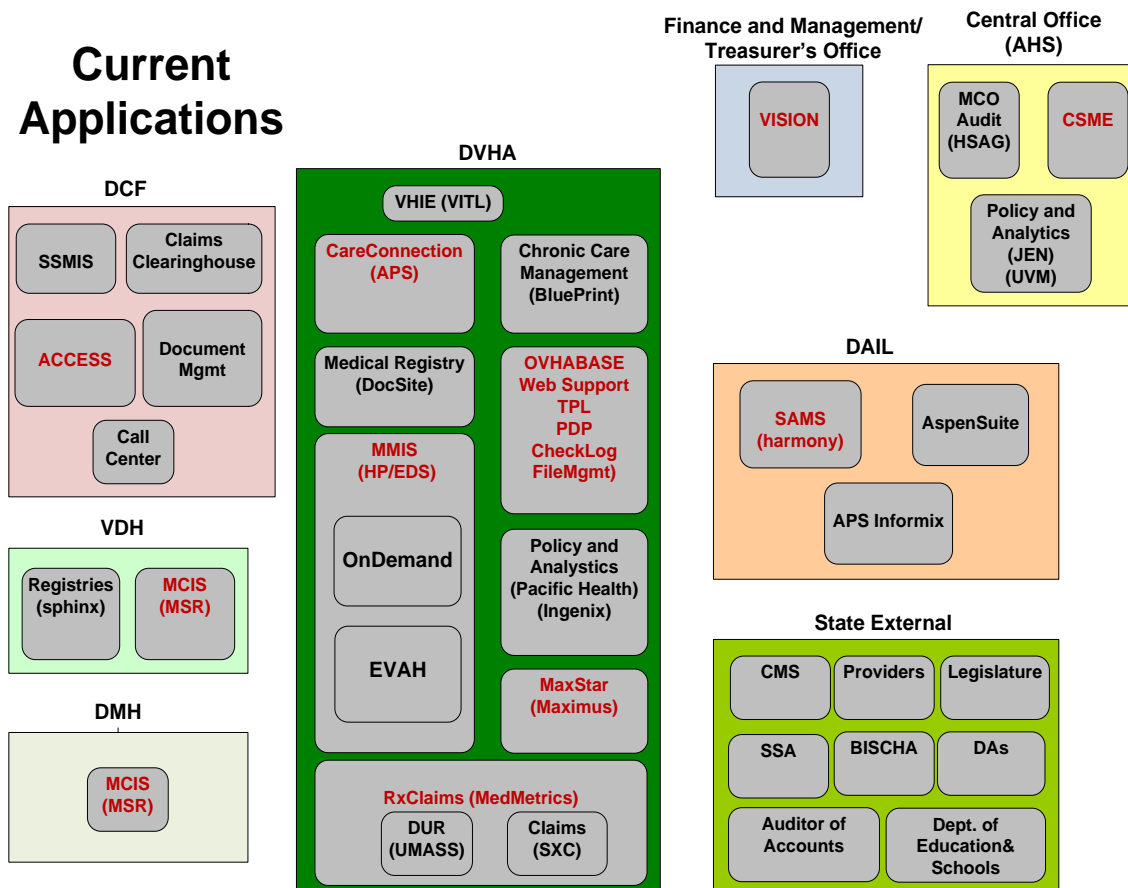 Current
Applications
DCF
SSMIS
Claims
Clearinghouse
ACCESS
Document
Mgmt
Call
Center
VDH
Registries
(sphinx)
MCIS
(MSR)
DMH
MCIS
(MSR)
DVHA
VHIE (VITL)
CareConnection
(APS)
Chronic Care
Management
(BluePrint)
Medical Registry
(DocSite)
OVHABASE
Web Support
TPL
PDP
CheckLog
FileMgmt)
MMIS
(HP/EDS)
OnDemand
EVAH
Policy and
Analystics
(Pacific Health)
(Ingenix)
MaxStar
(Maximus)
RxClaims (MedMetrics)
DUR
(UMASS)
Claims
(SXC)
Finance and Management/
Treasurer's Office
VISION
Central Office
(AHS)
MCO
Audit
(HSAG)
CSME
Policy and
Analytics
(JEN)
(UVM)
DAIL
SAMS
(harmony)
AspenSuite
APS Informix
State External
CMS
Providers
Legislature
SSA
BISCHA
DAs
Auditor of
Accounts
Dept. of
Education&
Schools